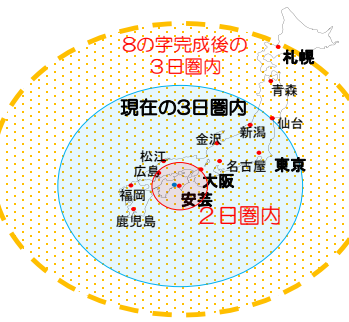 8の字完成後の
3日圏内
札幌
青森
現在の3日圏内
仙台
新潟
金沢
松江
名古屋
東京
広島
大阪
福岡
安芸
2日圏内
鹿児島